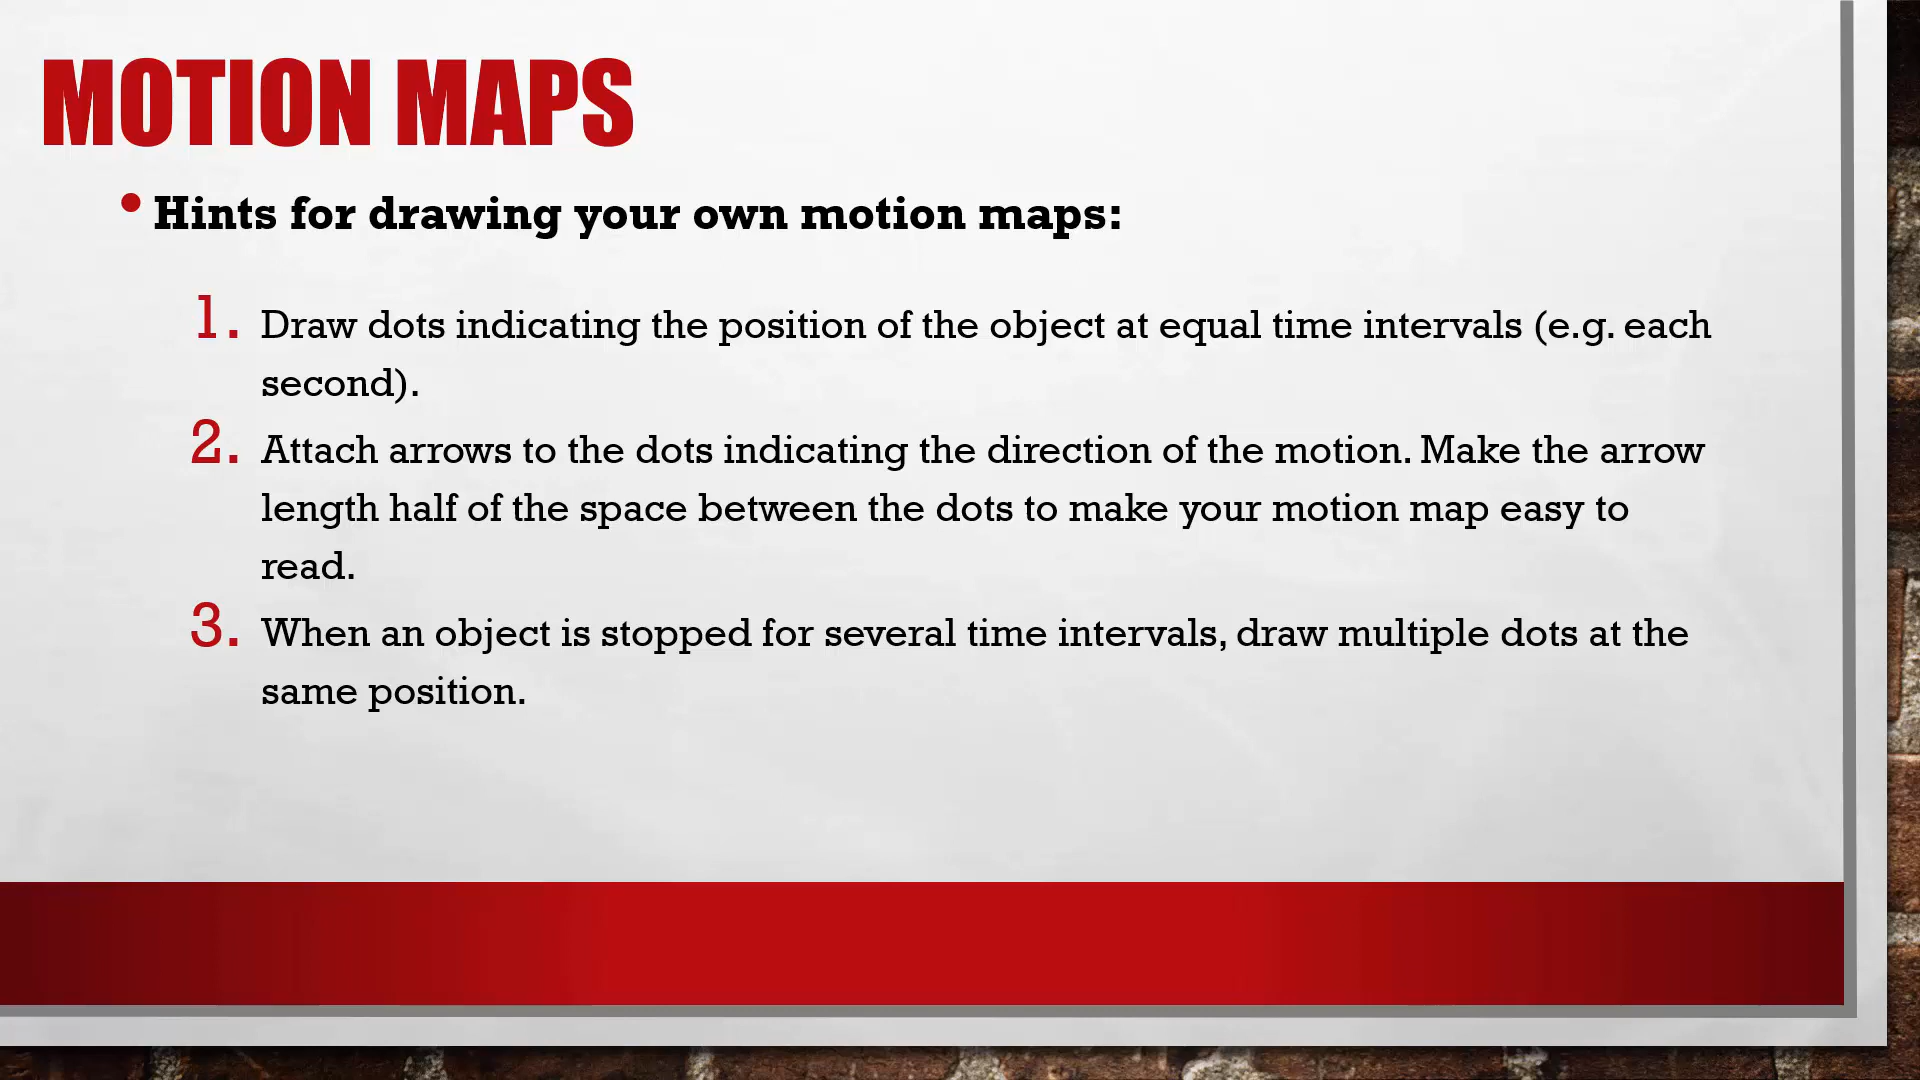 MOTION MAPS
• Hints for drawing your own motion maps:
1. Draw dots indicating the position of the object at equal time intervals (e.g. each
second).
2. Attach arrows to the dots indicating the direction of the motion. Make the arrow
length half of the space between the dots to make your motion map easy to
read.
3. When an object is stopped for several time intervals, draw multiple dots at the
same position.